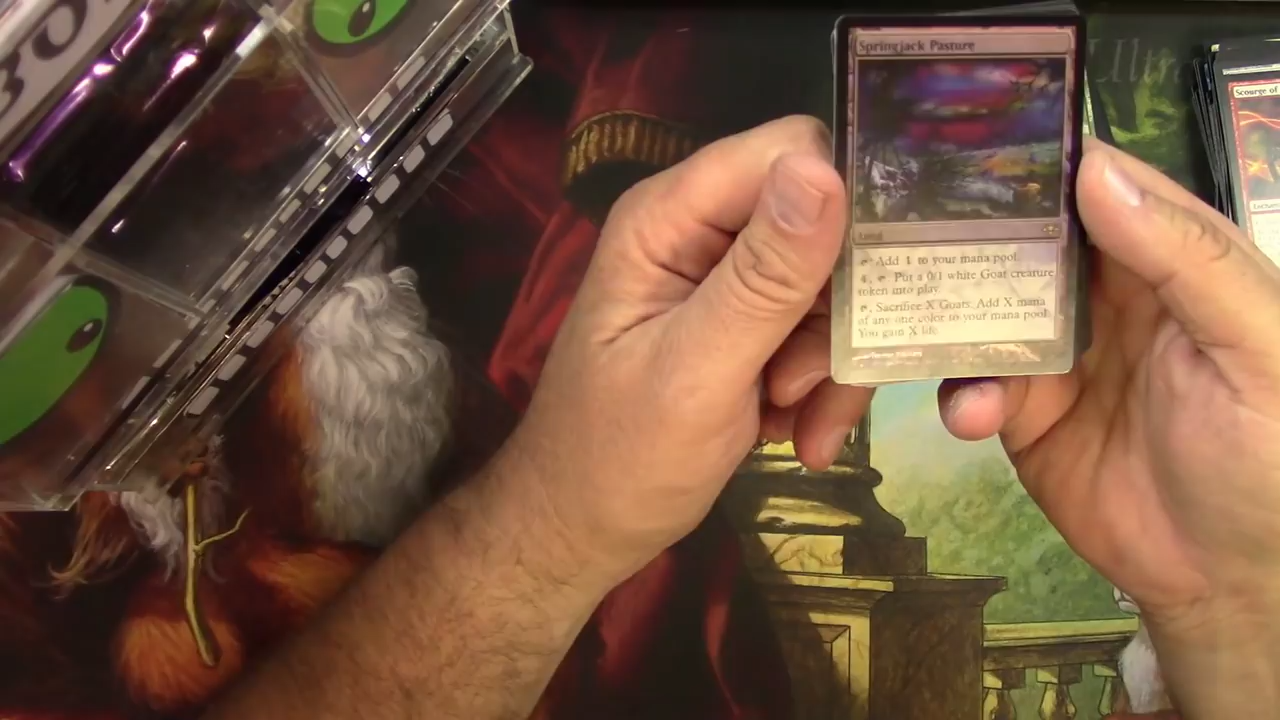 Springjack Pasture
Land
: Add 1 to your mana pool.
4, : Put a 0/1 white Goat creature
token into play.
, Sacrifice X Goats: Add X mana
of any one color to your mana pool.
You gain X life.
Ultra
Scourge of